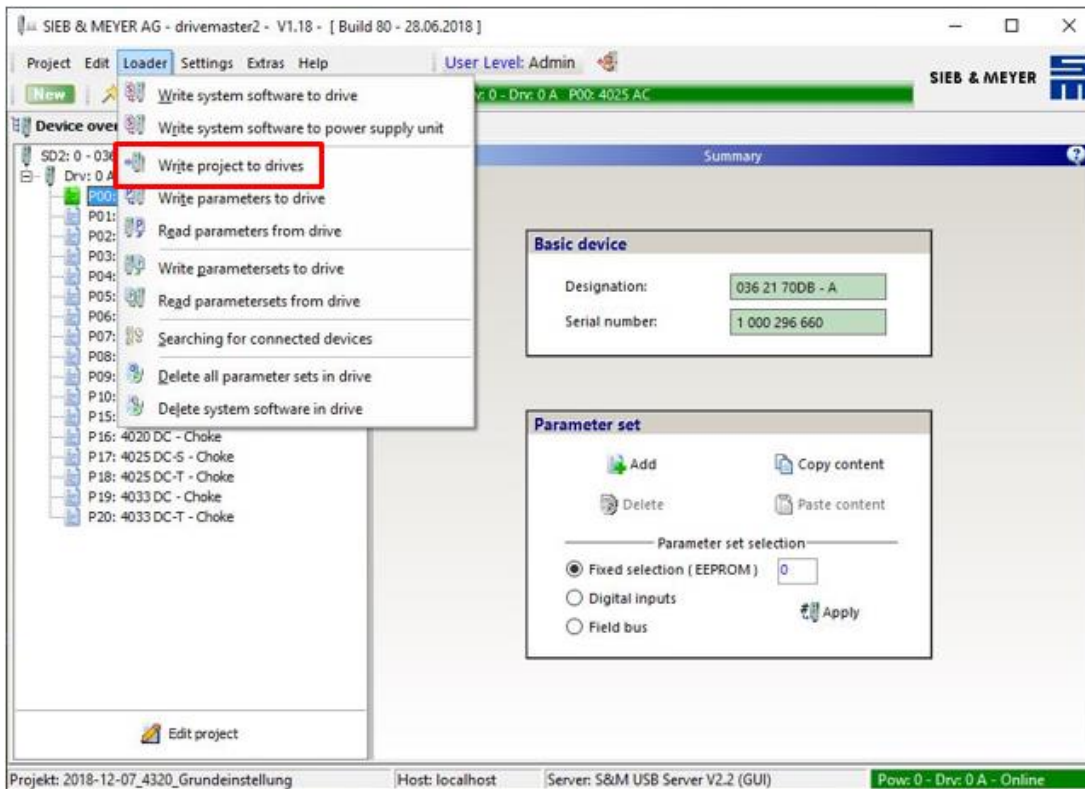 SIEB & MEYER AG - drivemaster2 - V1.18 - [ Build 80 - 28.06.2018 ]
Project Edit Loader Settings Extras Help
User Level: Admin
SIEB & MEYER
New
0 - Drv: 0 A P00: 4025 AC
Device over
Write system software to drive
Write system software to power supply unit
Write project to drives
Write parameters to drive
Read parameters from drive
Write parametersets to drive
Read parametersets from drive
Searching for connected devices
Delete all parameter sets in drive
Delete system software in drive
SD2: 0 - 036
Drv: 0 A
P00:
P01:
P02:
P03:
P04:
P05:
P06:
P07:
P08:
P09:
P10:
P15:
P16: 4020 DC - Choke
P17: 4025 DC-S - Choke
P18: 4025 DC-T - Choke
P19: 4033 DC - Choke
P20: 4033 DC-T - Choke
Edit project
Summary
Basic device
Designation: 036 21 70DB - A
Serial number: 1 000 296 660
Parameter set
Add Copy content
Delete Paste content
Parameter set selection
Fixed selection ( EEPROM ) 0
Digital inputs
Apply
Field bus
Projekt: 2018-12-07_4320_Grundeinstellung Host: localhost Server: S&M USB Server V2.2 (GUI) Pow: 0 - Drv: 0 A - Online